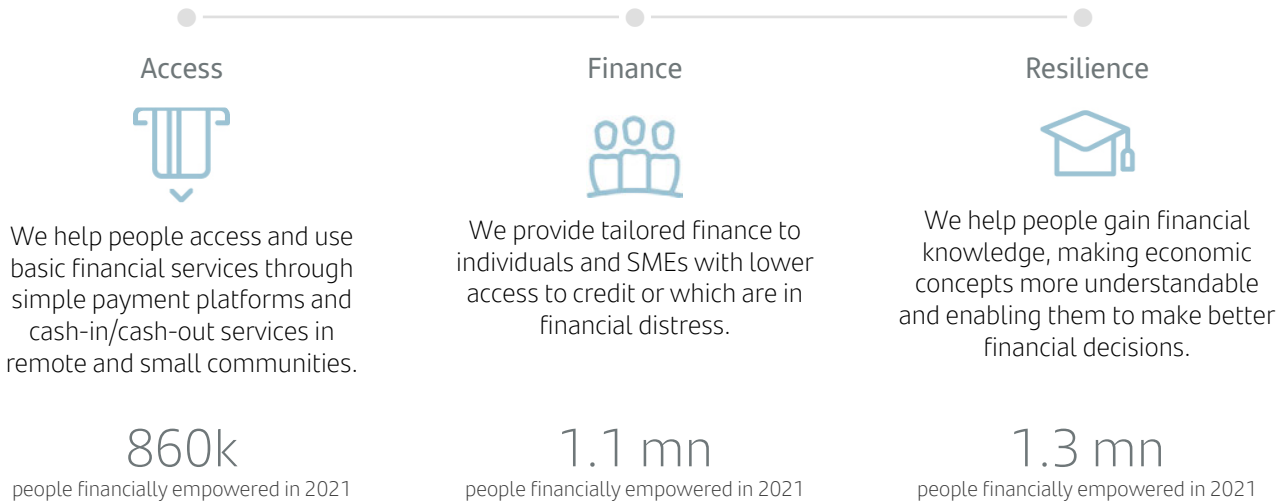 Access
We help people access and use
basic financial services through
simple payment platforms and
cash-in/cash-out services in
remote and small communities.
860k
people financially empowered in 2021
Finance
We provide tailored finance to
individuals and SMEs with lower
access to credit or which are in
financial distress.
1.1 mn
people financially empowered in 2021
Resilience
We help people gain financial
knowledge, making economic
concepts more understandable
and enabling them to make better
financial decisions.
1.3 mn
people financially empowered in 2021